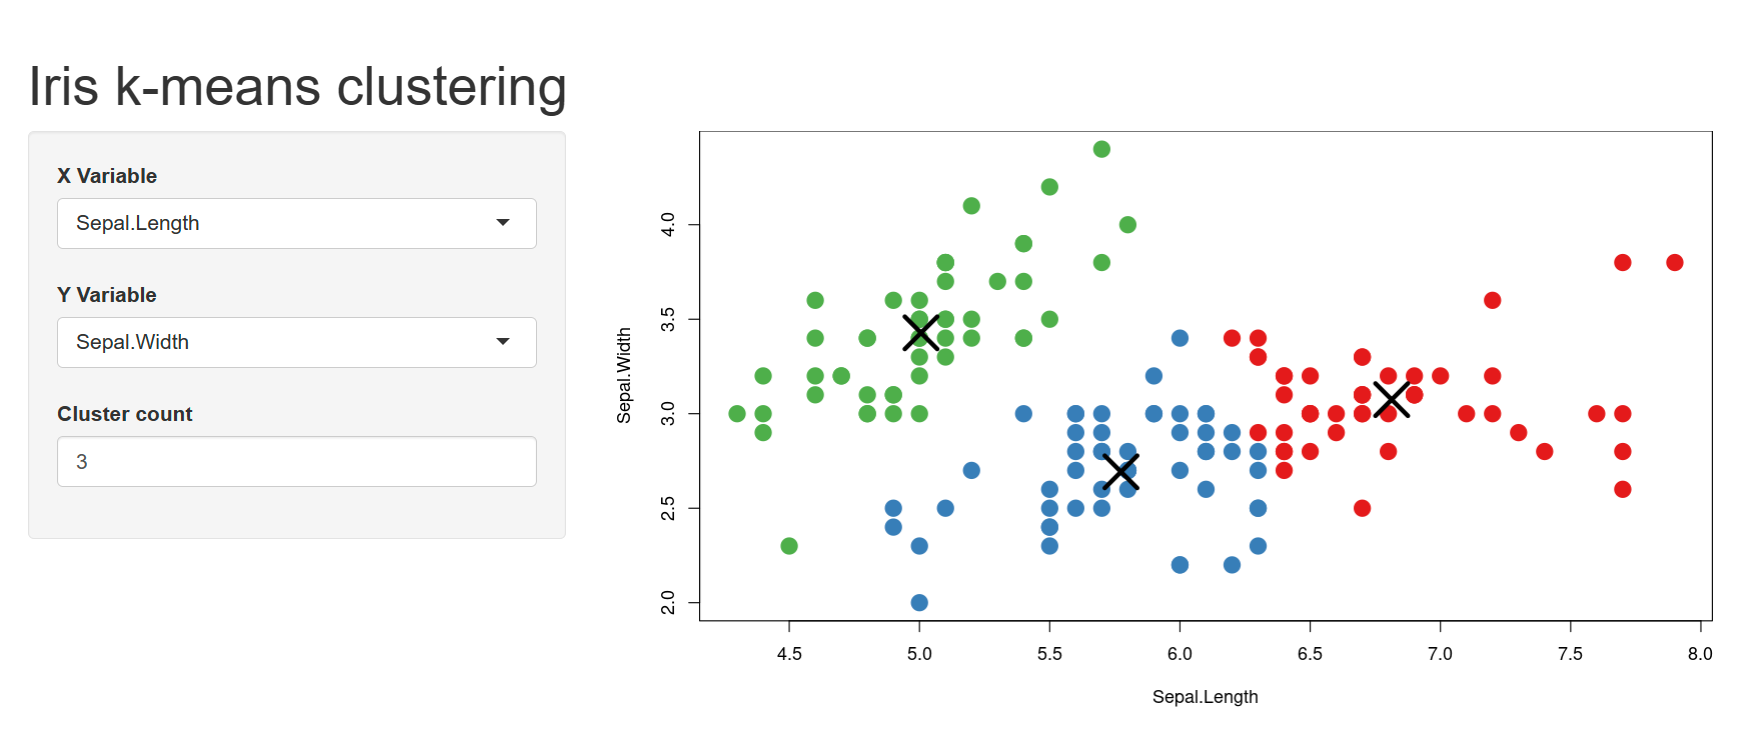 Iris k-means clustering
X Variable
Sepal.Length
Y Variable
Sepal.Width
Cluster count
3
Sepal.Width
4.0
3.5
3.0
2.5
2.0
4.5 5.0 5.5 6.0 6.5 7.0 7.5 8.0
Sepal.Length